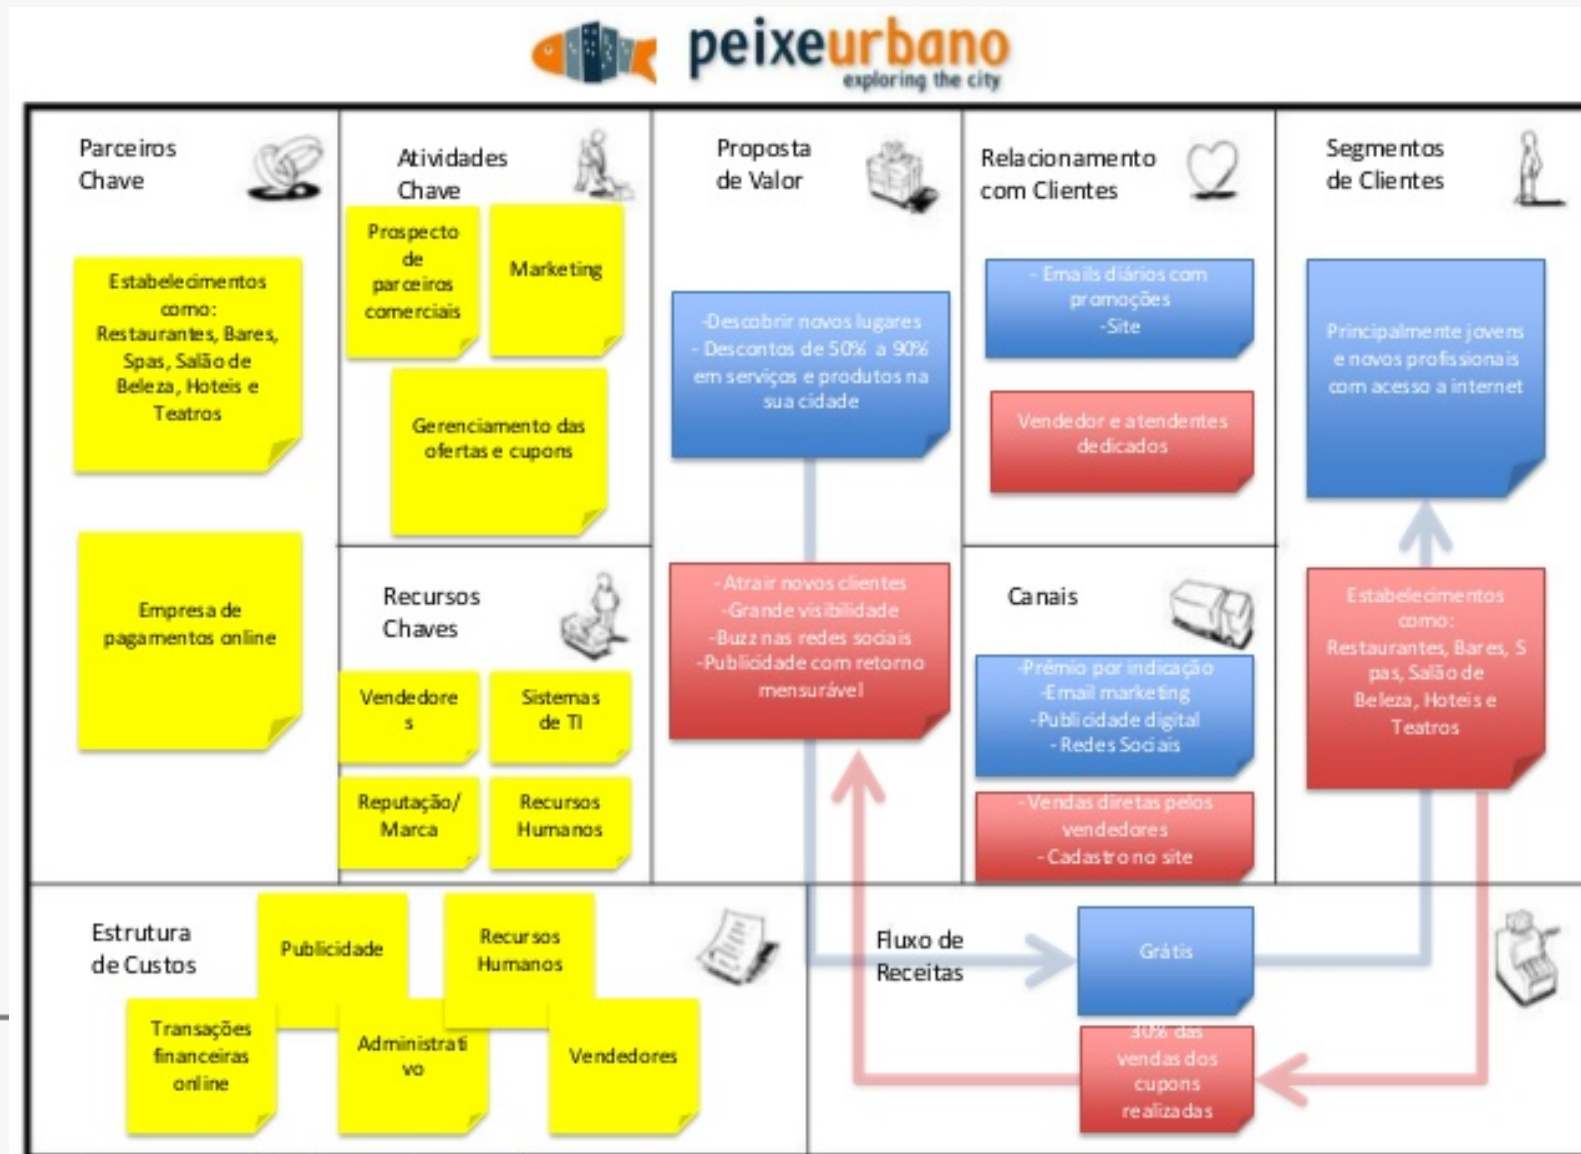 peixeurbano
exploring the city
Parceiros
Chave
Estabelecimentos
como:
Restaurantes, Bares,
Spas, Salão de
Beleza, Hoteis e
Teatros
Empresa de
pagamentos online
Atividades
Chave
Prospecto
de
parceiros
comerciais
Marketing
Gerenciamento das
ofertas e cupons
Recursos
Chaves
Vendedore
s
Sistemas
de TI
Reputação/
Marca
Recursos
Humanos
Proposta
de Valor
-Descobrir novos lugares
- Descontos de 50% a 90%
em serviços e produtos na
sua cidade
- Atrair novos clientes
-Grande visibilidade
-Buzz nas redes sociais
-Publicidade com retorno
mensurável
Relacionamento
com Clientes
- Emails diários com
promoções
-Site
Vendedor e atendentes
dedicados
Canais
-Prêmio por indicação
-Email marketing
-Publicidade digital
- Redes Sociais
- Vendas diretas pelos
vendedores
- Cadastro no site
Segmentos
de Clientes
Principalmente jovens
e novos profissionais
com acesso a internet
Estabelecimentos
como:
Restaurantes, Bares, S
pas, Salão de
Beleza, Hoteis e
Teatros
Estrutura
de Custos
Publicidade
Recursos
Humanos
Transações
financeiras
online
Administrati
vo
Vendedores
Fluxo de
Receitas
Grátis
30% das
vendas dos
cupons
realizadas